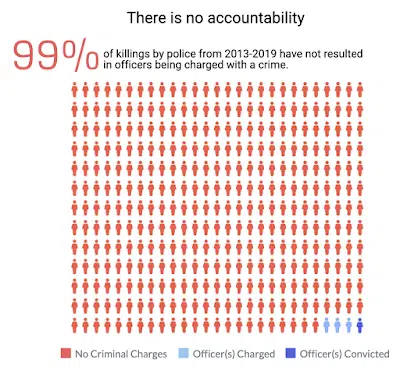 There is no accountability
99% of killings by police from 2013-2019 have not resulted
in officers being charged with a crime.
No Criminal Charges Officer(s) Charged Officer(s) Convicted